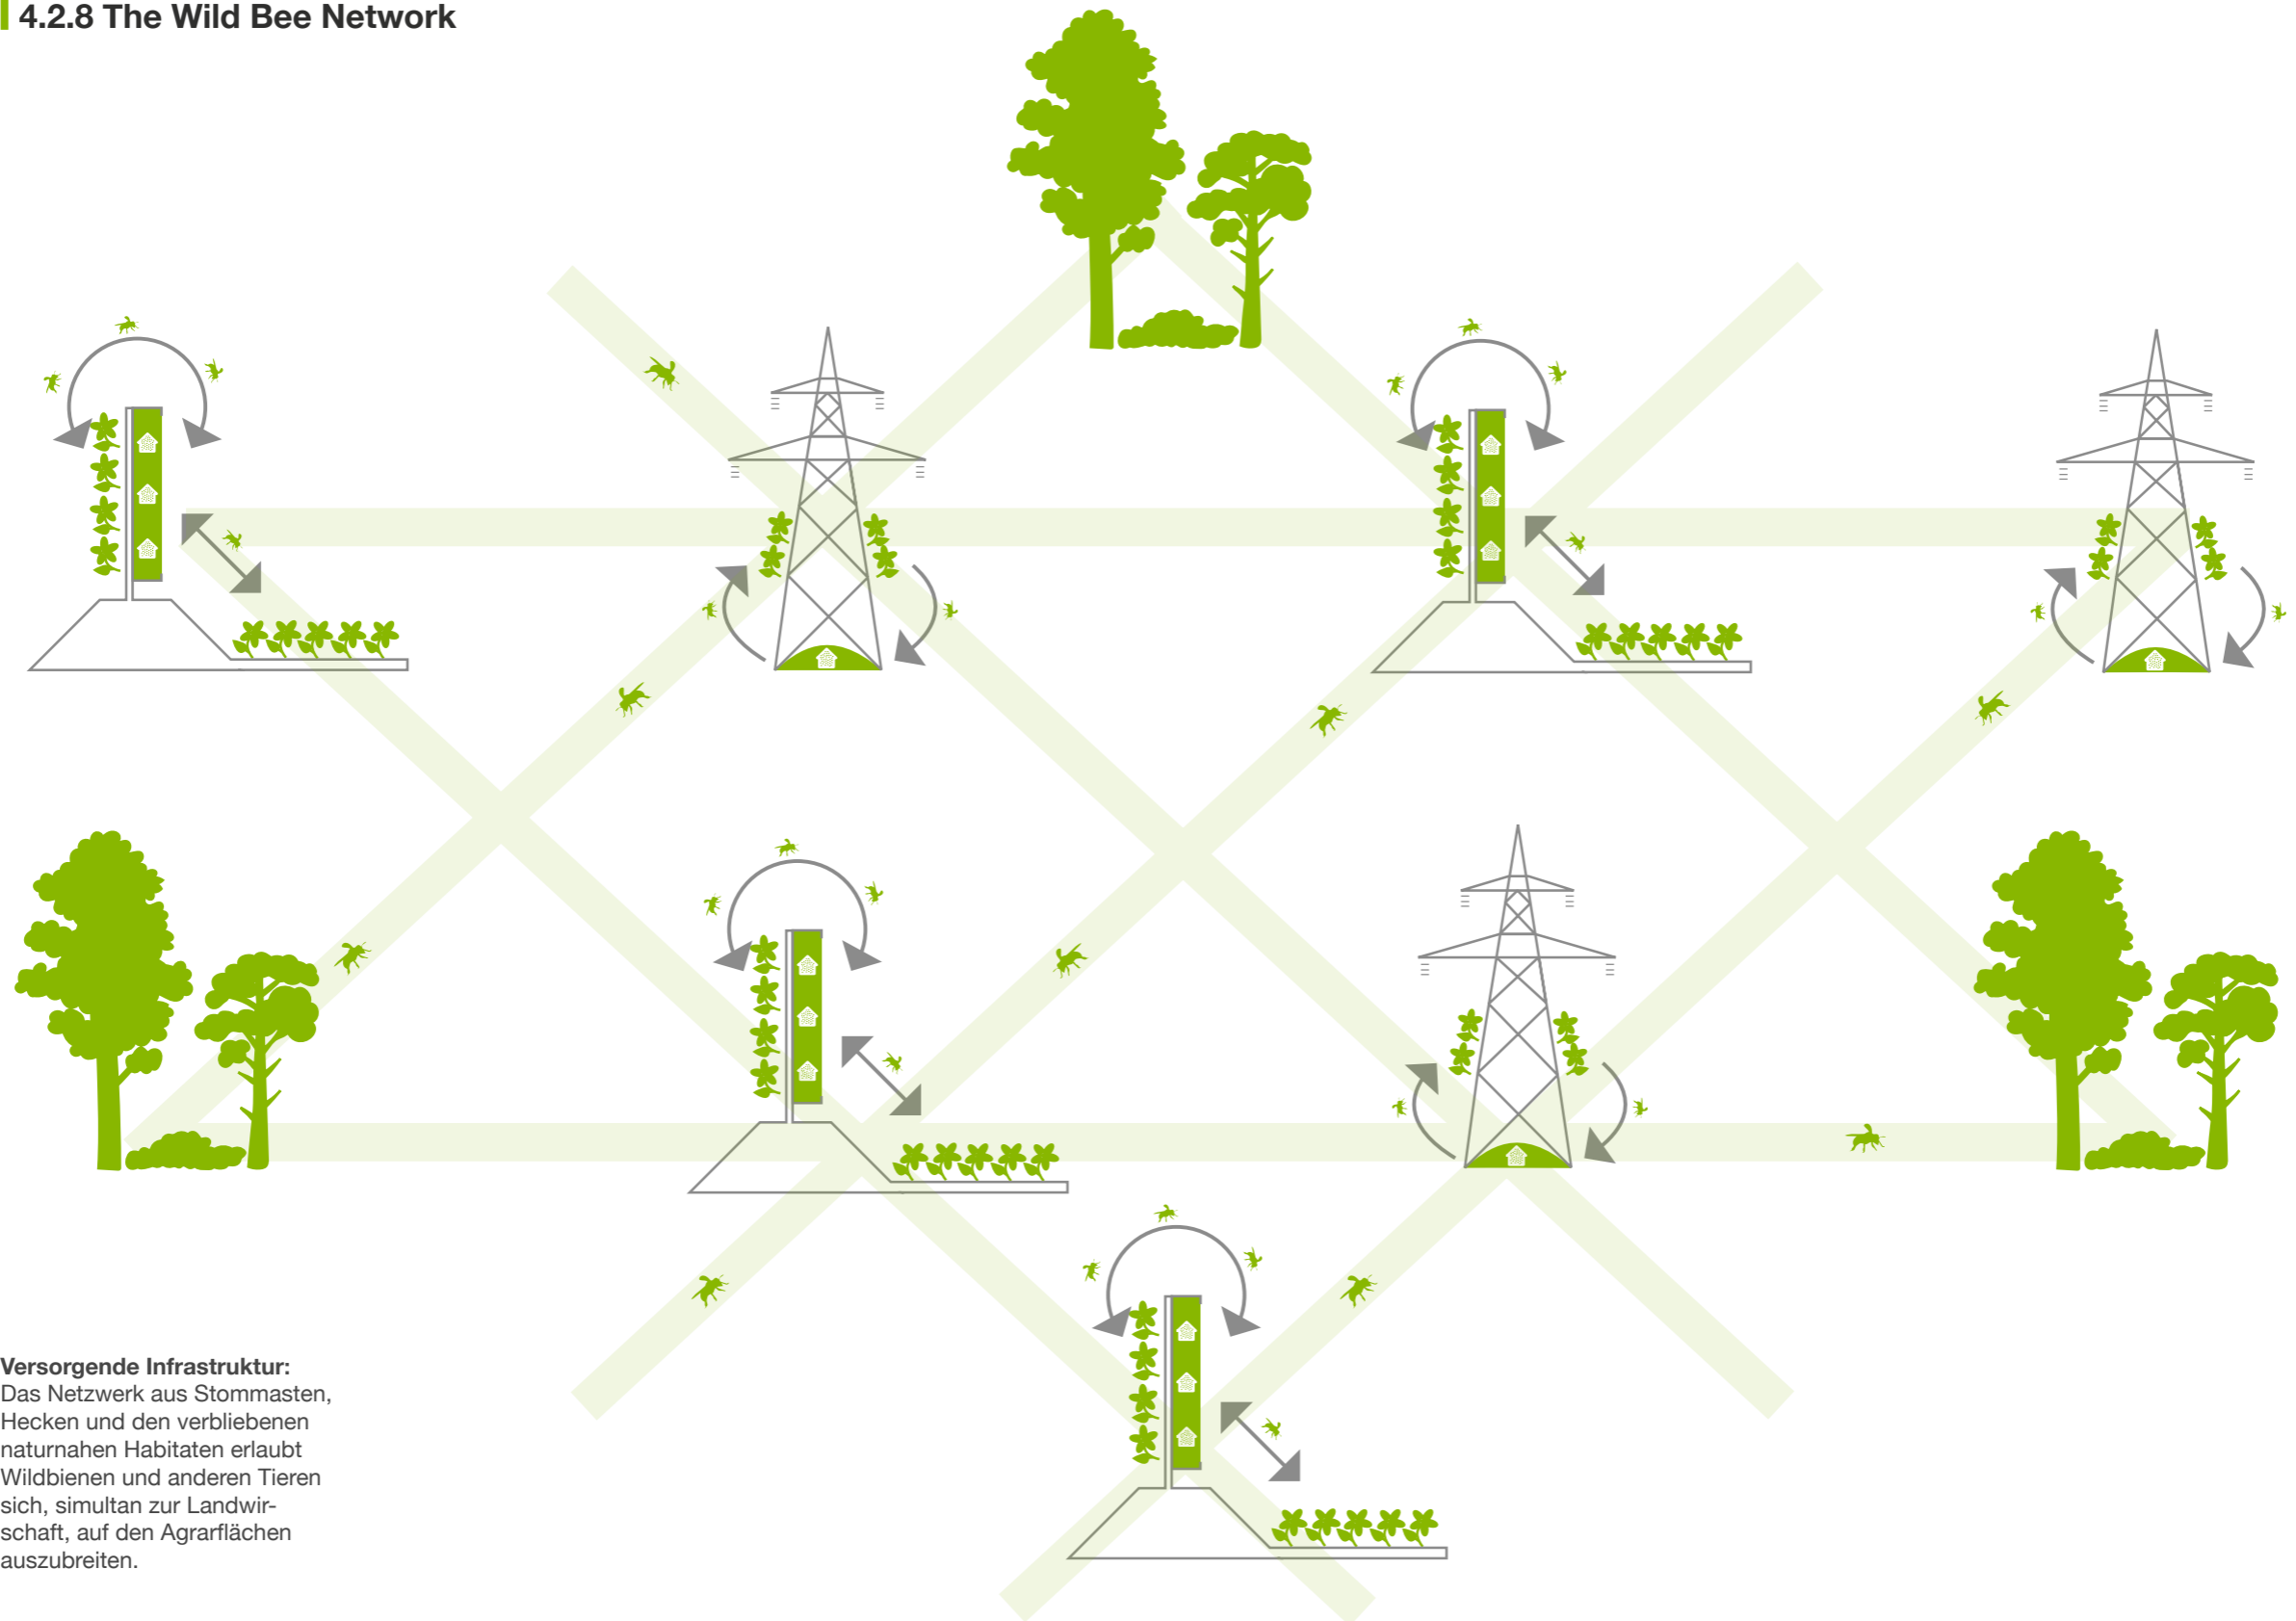 4.2.8 The Wild Bee Network
Versorgende Infrastruktur:
Das Netzwerk aus Stommasten,
Hecken und den verbliebenen
naturnahen Habitaten erlaubt
Wildbienen und anderen Tieren
sich, simultan zur Landwir-
schaft, auf den Agrarflächen
auszubreiten.